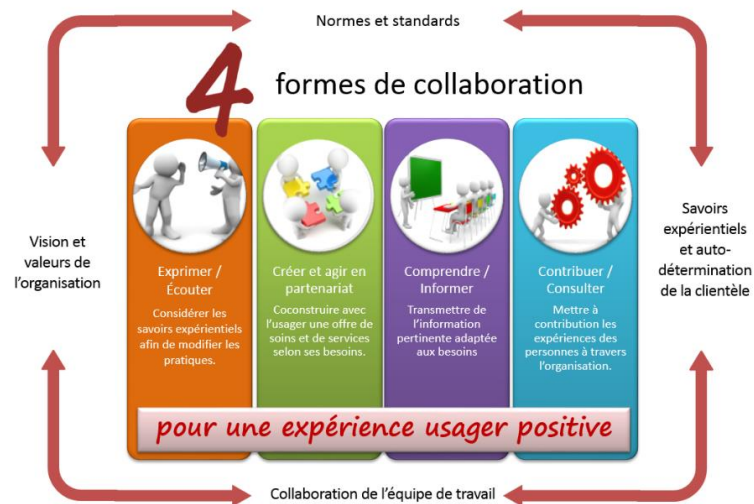 Normes et standards
4 formes de collaboration
Vision et
valeurs de
l'organisation
Exprimer /
Écouter
Considérer les
savoirs expérientiels
afin de modifier les
pratiques.
Créer et agir en
partenariat
Coconstruire avec
l'usager une offre de
soins et de services
selon ses besoins.
Comprendre /
Informer
Transmettre de
l'information
pertinente adaptée
aux besoins
Contribuer /
Consulter
Mettre à
contribution les
expériences des
personnes à travers
l'organisation.
Savoirs
expérientiels
et auto-
détermination
de la clientèle
pour une expérience usager positive
Collaboration de l'équipe de travail